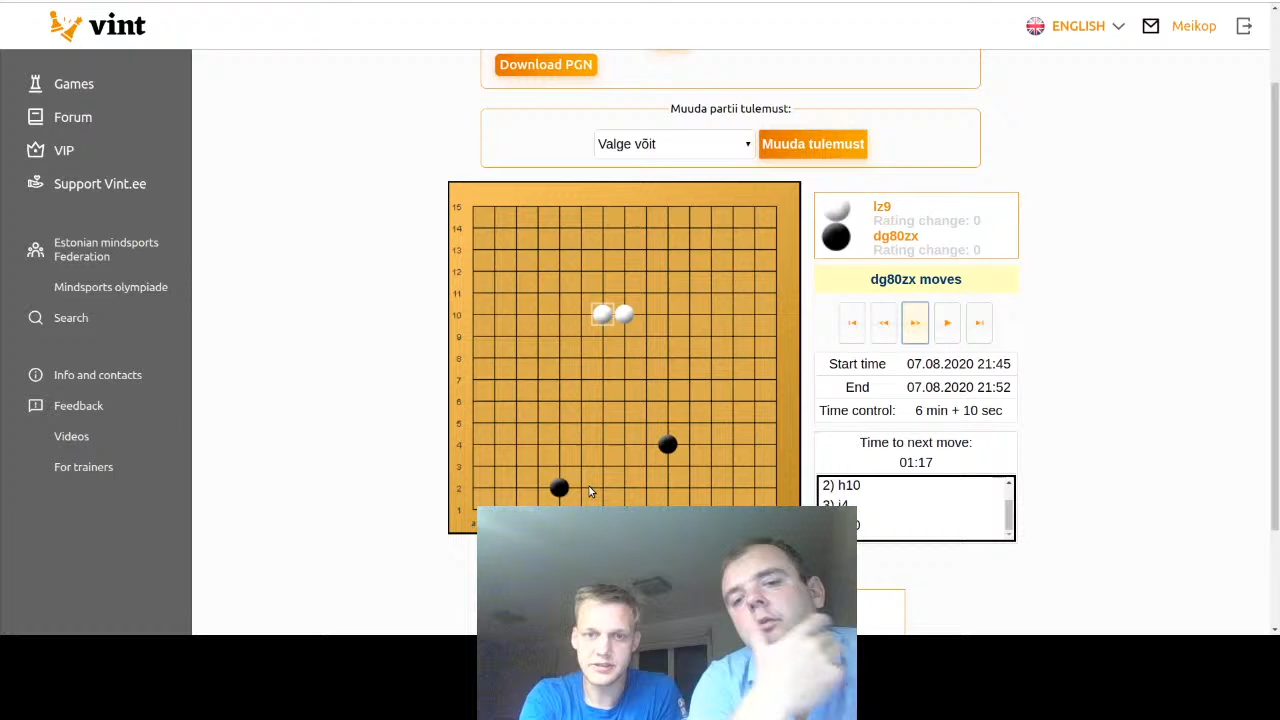 vint
ENGLISH
Meikop
Games
Forum
VIP
Support Vint.ee
Estonian mindsports
Federation
Mindsports olympiade
Search
Info and contacts
Feedback
Videos
For trainers
Download PGN
Muuda partii tulemust:
Valge võit
Muuda tulemust
15
14
13
12
11
10
9
8
7
6
5
4
3
2
1
a
lz9
Rating change: 0
dg80zx
Rating change: 0
dg80zx moves
Start time 07.08.2020 21:45
End 07.08.2020 21:52
Time control: 6 min + 10 sec
Time to next move:
01:17
2) h10